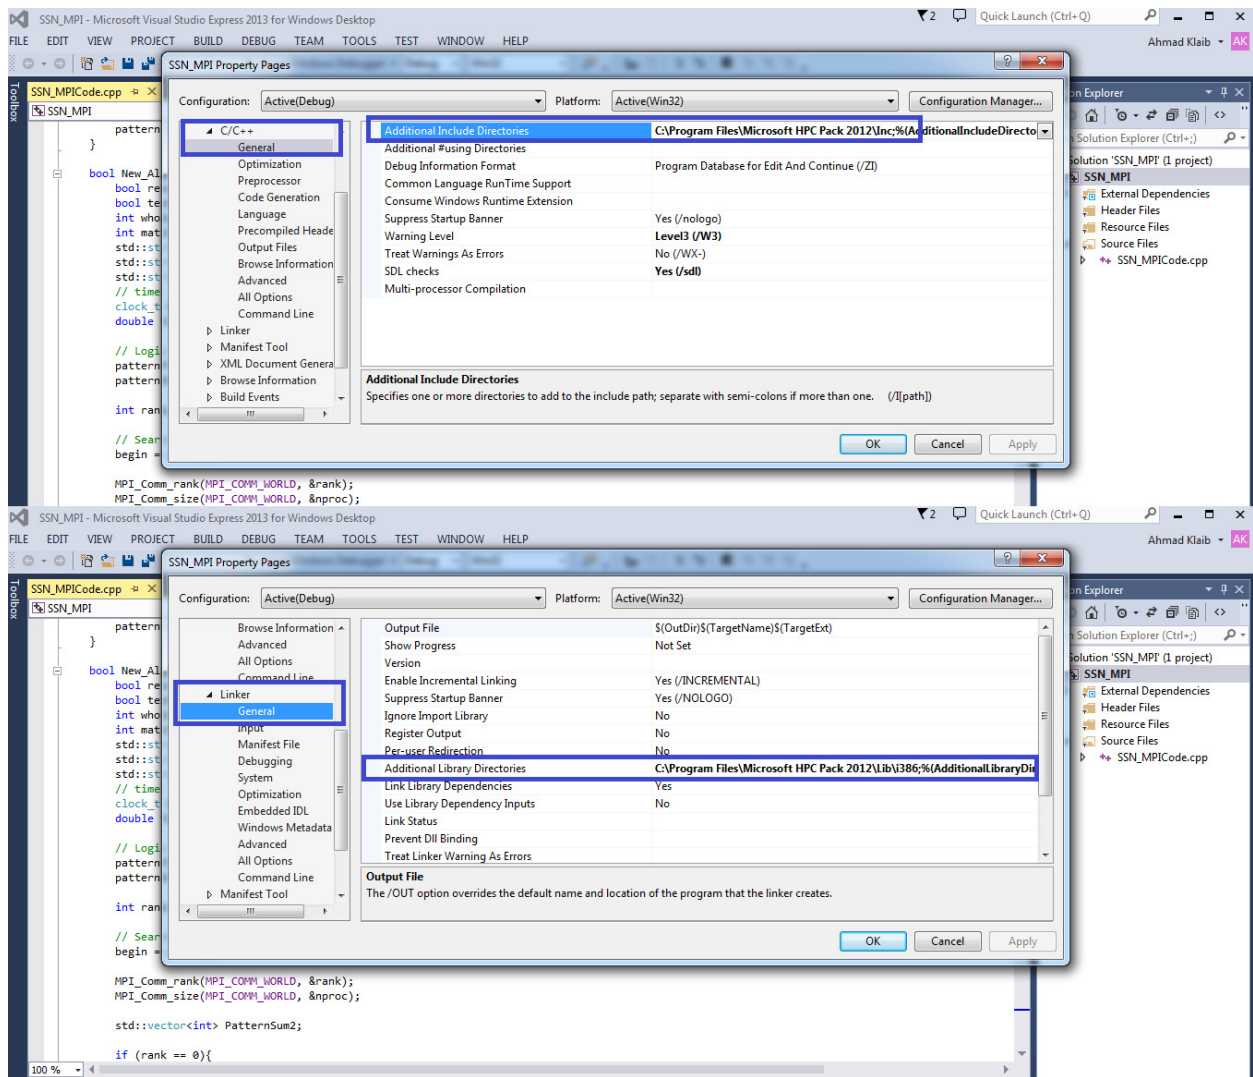 SSN_MPI - Microsoft Visual Studio Express 2013 for Windows Desktop
2
Quick Launch (Ctrl+Q)
FILE EDIT VIEW PROJECT BUILD DEBUG TEAM TOOLS TEST WINDOW HELP
Ahmad Klaib AK
SSN_MPI Property Pages
Toolbox
SSN_MPICode.cpp
SSN_MPI
Configuration: Active(Debug) Platform: Active(Win32) Configuration Manager...
C/C++
General
Optimization
Preprocessor
Code Generation
Language
Precompiled Heade
Output Files
Browse Information
Advanced
All Options
Command Line
Linker
Manifest Tool
XML Document Genera
Browse Information
Build Events
Additional Include Directories C:\Program Files\Microsoft HPC Pack 2012\Inc;%(AdditionalIncludeDirecto
Additional #using Directories
Debug Information Format Program Database for Edit And Continue (/ZI)
Common Language RunTime Support
Consume Windows Runtime Extension
Suppress Startup Banner Yes (/nologo)
Warning Level Level3 (/W3)
Treat Warnings As Errors No (/WX-)
SDL checks Yes (/sdl)
Multi-processor Compilation
Additional Include Directories
Specifies one or more directories to add to the include path; separate with semi-colons if more than one. (/I[path])
OK Cancel Apply
pattern
}
bool New_Al
bool re
bool te
int who
int mat
std::st
std::st
std::st
// time
clock_t
double
// Logi
pattern
pattern
int ran
// Sear
begin =
MPI_Comm_rank(MPI_COMM_WORLD, &rank);
MPI_Comm_size(MPI_COMM_WORLD, &nproc);
on Explorer
Solution Explorer (Ctrl+;)
Solution 'SSN_MPI' (1 project)
SSN_MPI
External Dependencies
Header Files
Resource Files
Source Files
SSN_MPICode.cpp
SSN_MPI - Microsoft Visual Studio Express 2013 for Windows Desktop
2
Quick Launch (Ctrl+Q)
FILE EDIT VIEW PROJECT BUILD DEBUG TEAM TOOLS TEST WINDOW HELP
Ahmad Klaib AK
SSN_MPI Property Pages
Toolbox
SSN_MPICode.cpp
SSN_MPI
Configuration: Active(Debug) Platform: Active(Win32) Configuration Manager...
Browse Information
Advanced
All Options
Command Line
Linker
General
Input
Manifest File
Debugging
System
Optimization
Embedded IDL
Windows Metadata
Advanced
All Options
Command Line
Manifest Tool
Output File $(OutDir)$(TargetName)$(TargetExt)
Show Progress Not Set
Version
Enable Incremental Linking Yes (/INCREMENTAL)
Suppress Startup Banner Yes (/NOLOGO)
Ignore Import Library No
Register Output No
Per-user Redirection No
Additional Library Directories C:\Program Files\Microsoft HPC Pack 2012\Lib\i386;%(AdditionalLibraryDir
Link Library Dependencies Yes
Use Library Dependency Inputs No
Link Status
Prevent Dll Binding
Treat Linker Warning As Errors
Output File
The /OUT option overrides the default name and location of the program that the linker creates.
OK Cancel Apply
pattern
}
bool New_Al
bool re
bool te
int who
int mat
std::st
std::st
std::st
// time
clock_t
double
// Logi
pattern
pattern
int ran
// Sear
begin =
MPI_Comm_rank(MPI_COMM_WORLD, &rank);
MPI_Comm_size(MPI_COMM_WORLD, &nproc);
std::vector<int> PatternSum2;
if (rank == 0){
100 %
on Explorer
Solution Explorer (Ctrl+;)
Solution 'SSN_MPI' (1 project)
SSN_MPI
External Dependencies
Header Files
Resource Files
Source Files
SSN_MPICode.cpp